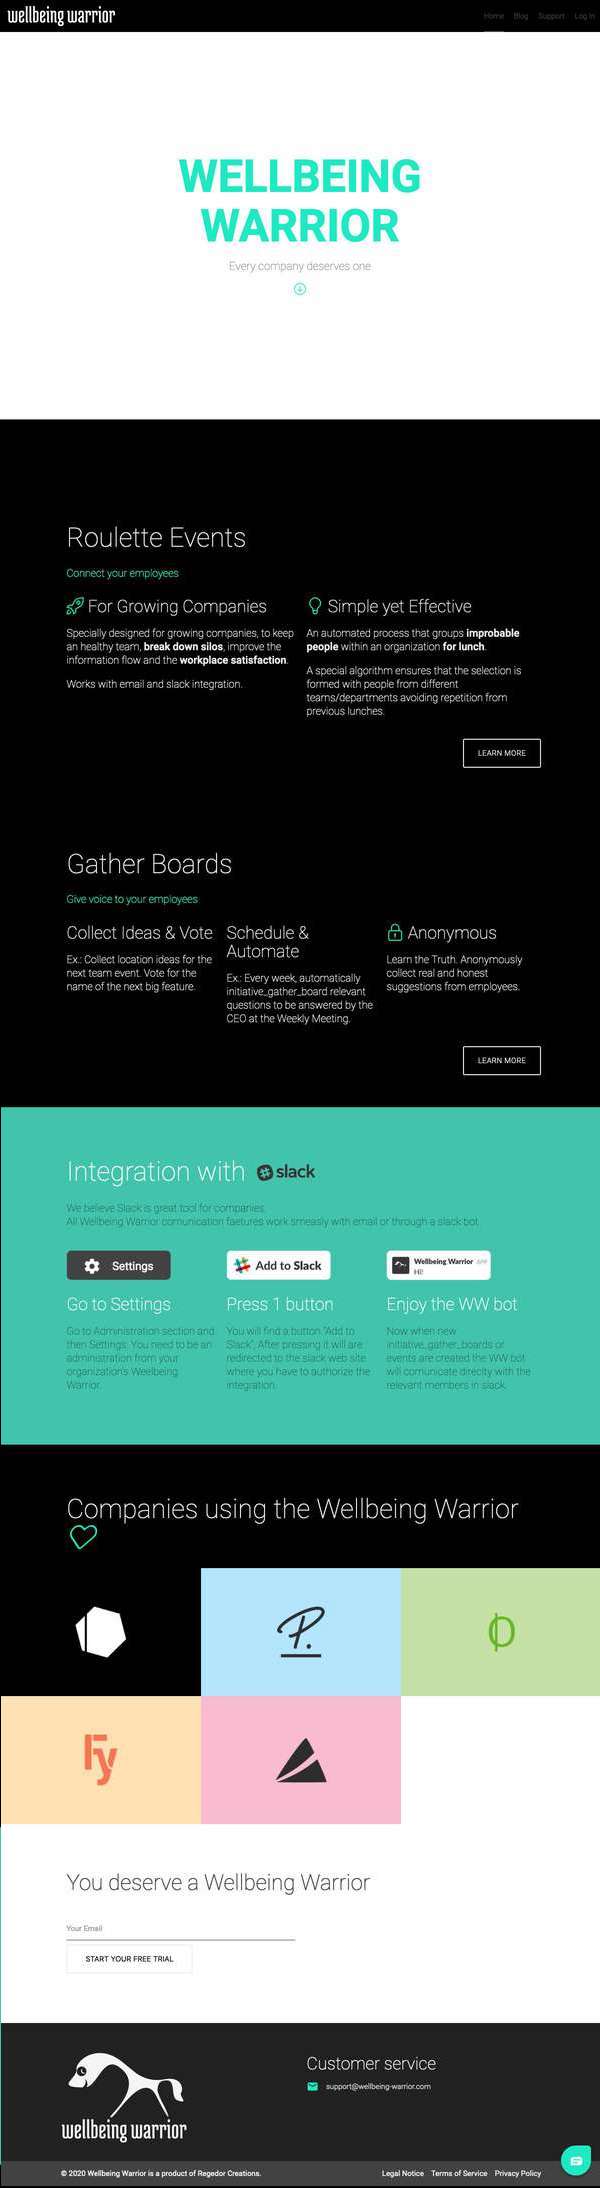 wellbeing warrior
Home Blog Support Log In
WELLBEING
WARRIOR
Every company deserves one
Roulette Events
Connect your employees
For Growing Companies
Specially designed for growing companies, to keep
an healthy team, break down silos, improve the
information flow and the workplace satisfaction.
Works with email and slack integration.
Simple yet Effective
An automated process that groups improbable
people within an organization for lunch.
A special algorithm ensures that the selection is
formed with people from different
teams/departments avoiding repetition from
previous lunches.
LEARN MORE
Gather Boards
Give voice to your employees
Collect Ideas & Vote
Ex.: Collect location ideas for the
next team event. Vote for the
name of the next big feature.
Schedule &
Automate
Ex.: Every week, automatically
initiative_gather_board relevant
questions to be answered by the
CEO at the Weekly Meeting.
Anonymous
Learn the Truth. Anonymously
collect real and honest
suggestions from employees.
LEARN MORE
Integration with slack
We believe Slack is great tool for companies.
All Wellbeing Warrior comunication faetures work smeasly with email or through a slack bot
Settings
Go to Settings
Go to Administration section and
then Settings. You need to be an
administration from your
organization's Weelbeing
Warrior.
Add to Slack
Press 1 button
You will find a button "Add to
Slack". After pressing it will are
redirected to the slack web site
where you have to authorize the
integration.
Wellbeing Warrior APP
Hi!
Enjoy the WW bot
Now when new
initiative_gather_boards or
events are created the WW bot
will comunicate direclty with the
relevant members in slack.
Companies using the Wellbeing Warrior
P.
Fy
You deserve a Wellbeing Warrior
Your Email
START YOUR FREE TRIAL
wellbeing warrior
Customer service
support@wellbeing-warrior.com
© 2020 Wellbeing Warrior is a product of Regedor Creations.
Legal Notice Terms of Service Privacy Policy